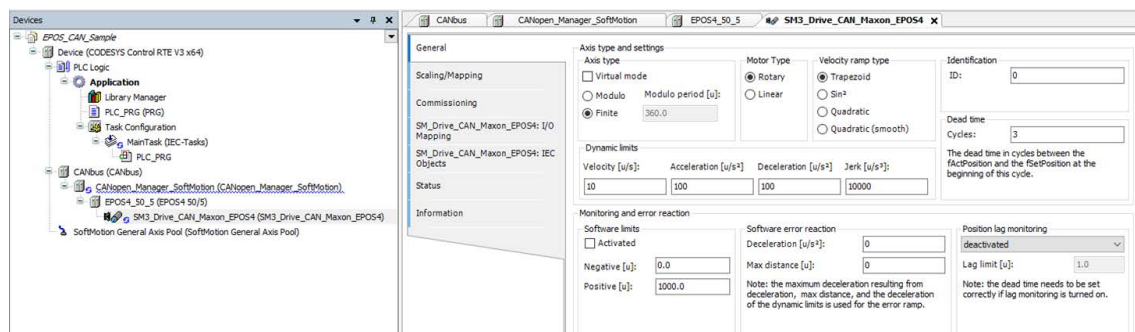 Devices
EPOS_CAN_Sample
Device (CODESYS Control RTE V3 x64)
PLC Logic
Application
Library Manager
PLC_PRG (PRG)
Task Configuration
MainTask (IEC-Tasks)
PLC_PRG
CANbus (CANbus)
CANopen_Manager_SoftMotion (CANopen_Manager_SoftMotion)
EPOS4_50_5 (EPOS4 50/5)
SM3_Drive_CAN_Maxon_EPOS4 (SM3_Drive_CAN_Maxon_EPOS4)
SoftMotion General Axis Pool (SoftMotion General Axis Pool)
CANbus CANopen_Manager_SoftMotion EPOS4_50_5 SM3_Drive_CAN_Maxon_EPOS4
General
Scaling/Mapping
Commissioning
SM_Drive_CAN_Maxon_EPOS4: I/O
Mapping
SM_Drive_CAN_Maxon_EPOS4: IEC
Objects
Status
Information
Axis type and settings
Axis type
Virtual mode
Modulo
Finite
Modulo period [u]:
360.0
Motor Type
Rotary
Linear
Velocity ramp type
Trapezoid
Sin²
Quadratic
Quadratic (smooth)
Identification
ID: 0
Dead time
Cycles: 3
The dead time in cycles between the
fActPosition and the fSetPosition at the
beginning of this cycle.
Dynamic limits
Velocity [u/s]: Acceleration [u/s²] Deceleration [u/s²] Jerk [u/s³]:
10 100 100 10000
Monitoring and error reaction
Software limits
Activated
Negative [u]: 0.0
Positive [u]: 1000.0
Software error reaction
Deceleration [u/s²]: 0
Max distance [u]: 0
Note: the maximum deceleration resulting from
deceleration, max distance, and the deceleration
of the dynamic limits is used for the error ramp.
Position lag monitoring
deactivated
Lag limit [u]: 1.0
Note: the dead time needs to be set
correctly if lag monitoring is turned on.